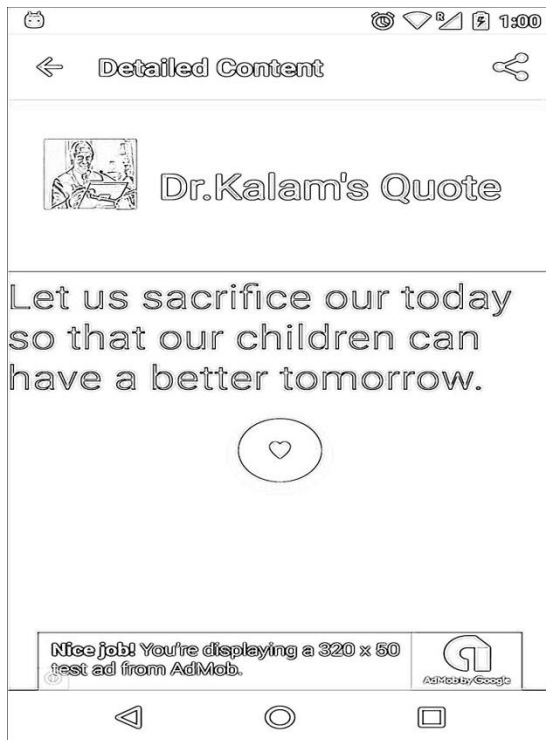 R 1:00
Detailed Content
Dr.Kalam's Quote
Let us sacrifice our today
so that our children can
have a better tomorrow.
Nice job! You're displaying a 320 x 50
test ad from AdMob.
AdMob by Google